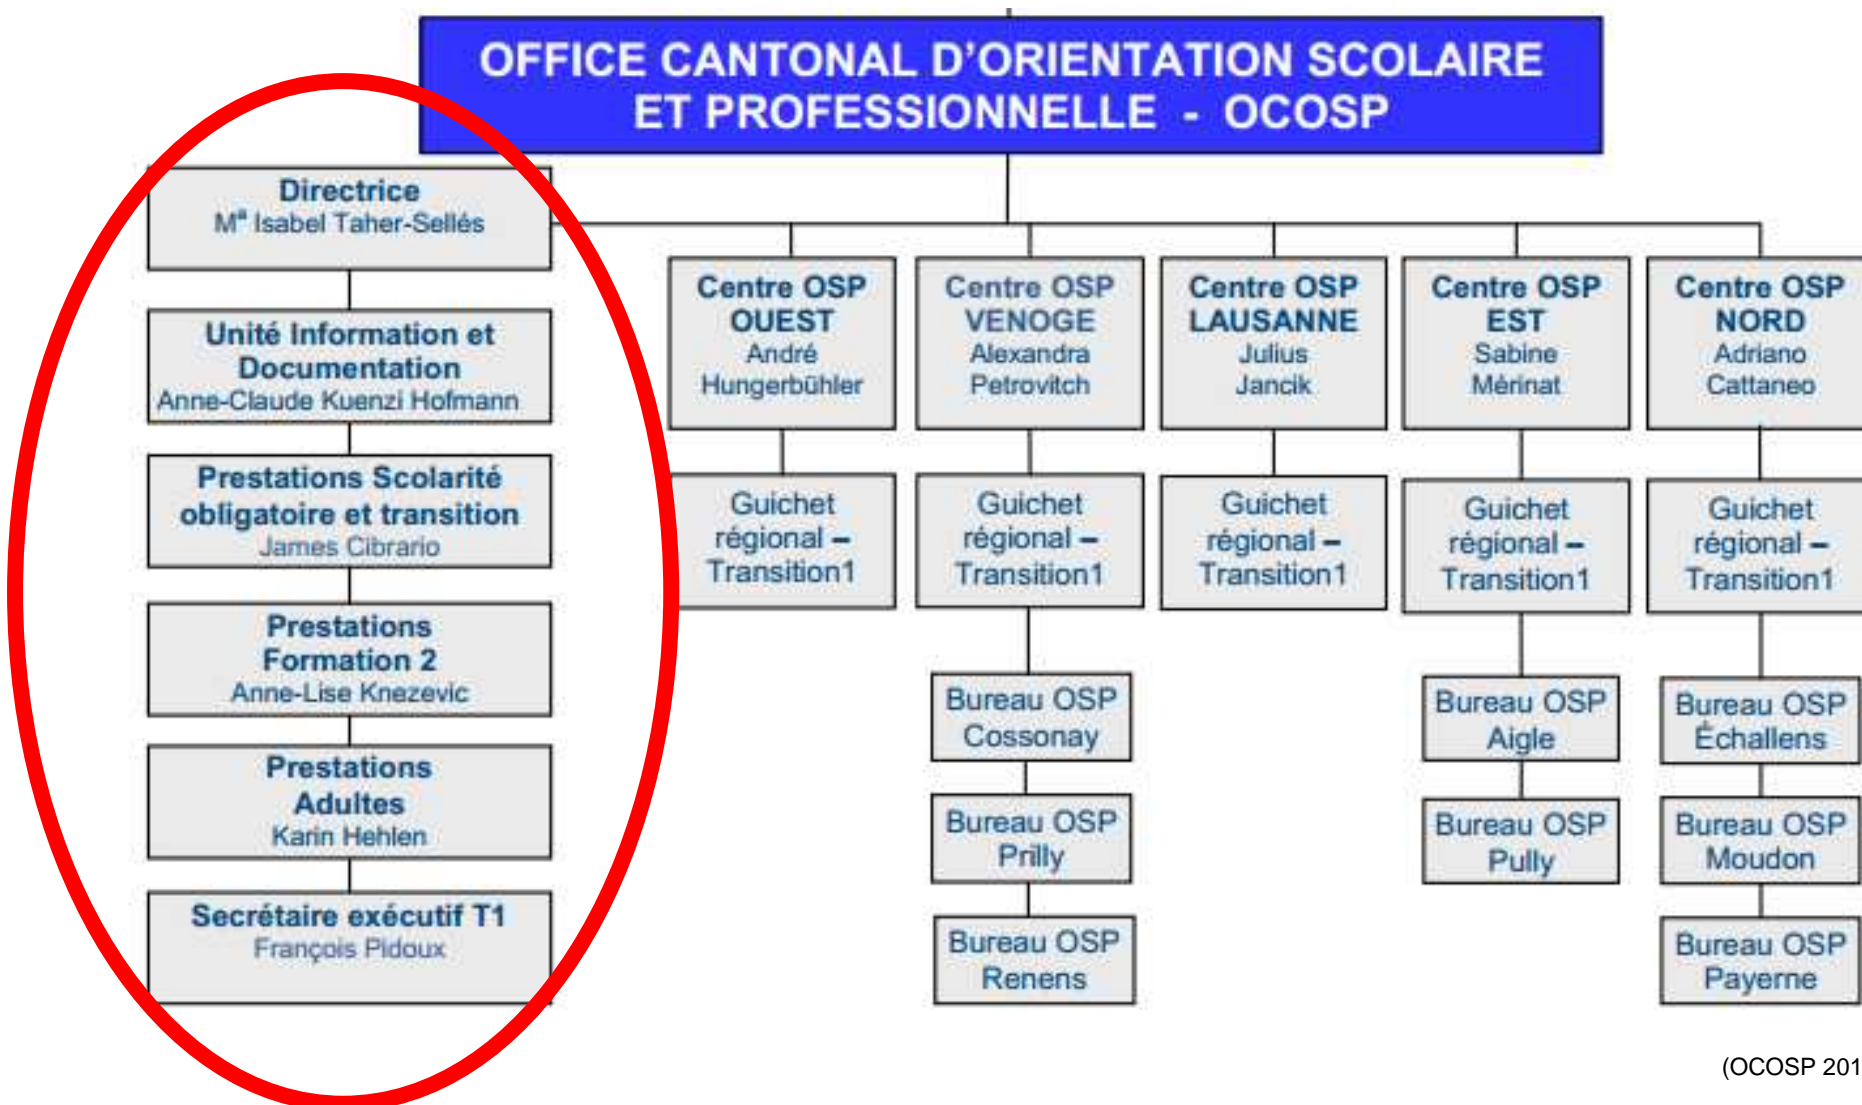 OFFICE CANTONAL D'ORIENTATION SCOLAIRE
ET PROFESSIONNELLE - OCOSP
Directrice
Mª Isabel Taher-Sellés
Unité Information et
Documentation
Anne-Claude Kuenzi Hofmann
Prestations Scolarité
obligatoire et transition
James Cibrario
Prestations
Formation 2
Anne-Lise Knezevic
Prestations
Adultes
Karin Hehlen
Secrétaire exécutif T1
François Pidoux
Centre OSP
OUEST
André
Hungerbühler
Guichet
régional –
Transition1
Centre OSP
VENOGE
Alexandra
Petrovitch
Guichet
régional –
Transition1
Bureau OSP
Cossonay
Bureau OSP
Prilly
Bureau OSP
Renens
Centre OSP
LAUSANNE
Julius
Jancik
Guichet
régional –
Transition1
Centre OSP
EST
Sabine
Mérinat
Guichet
régional –
Transition1
Bureau OSP
Aigle
Bureau OSP
Pully
Centre OSP
NORD
Adriano
Cattaneo
Guichet
régional –
Transition1
Bureau OSP
Échallens
Bureau OSP
Moudon
Bureau OSP
Payerne
(OCOSP 201